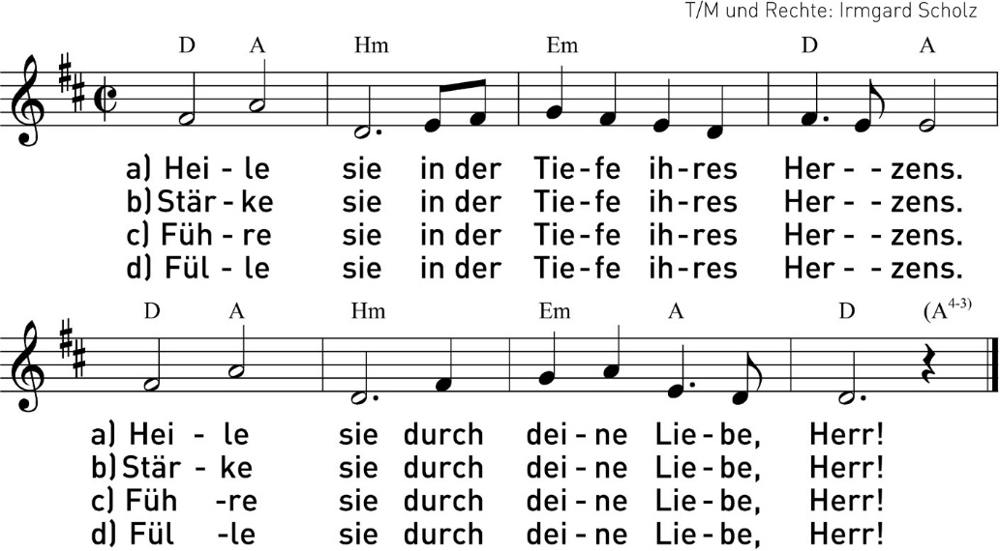 T/M und Rechte: Irmgard Scholz
D A Hm Em D A
a) Hei - le sie in der Tie-fe ih-res Her - -zens.
b)Stär-ke sie in der Tie-fe ih-res Her - -zens.
c) Füh - re sie in der Tie-fe ih-res Her - -zens.
d) Fül - le sie in der Tie-fe ih-res Her - -zens.
D A Hm Em A D (A4-3)
a) Hei - le sie durch dei - ne Lie-be, Herr!
b)Stär - ke sie durch dei - ne Lie-be, Herr!
c) Füh -re sie durch dei - ne Lie-be, Herr!
d) Fül -le sie durch dei - ne Lie-be, Herr!